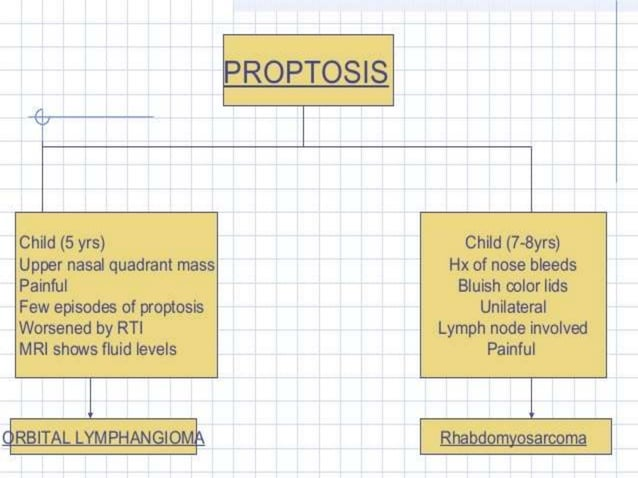 PROPTOSIS
Child (5 yrs)
Upper nasal quadrant mass
Painful
Few episodes of proptosis
Worsened by RTI
MRI shows fluid levels
Child (7-8yrs)
Hx of nose bleeds
Bluish color lids
Unilateral
Lymph node involved
Painful
ORBITAL LYMPHANGIOMA
Rhabdomyosarcoma